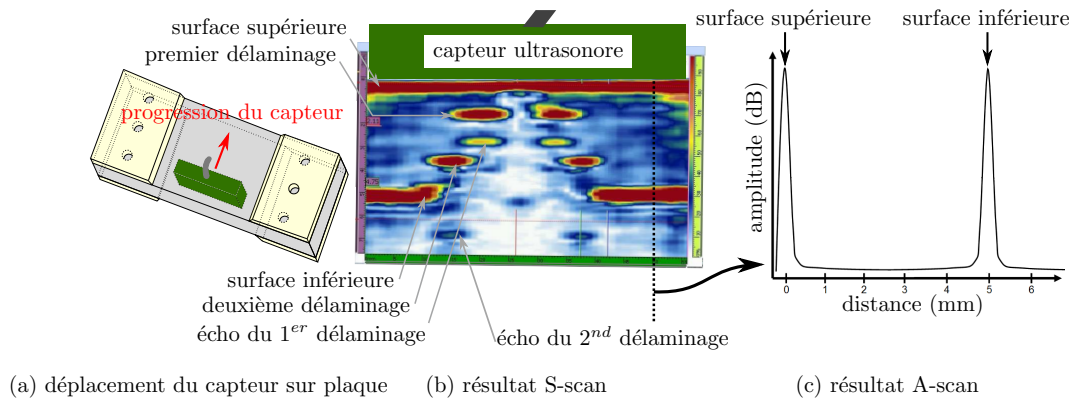 surface supérieure
premier délaminage
capteur ultrasonore
surface supérieure
surface inférieure
progression du capteur
amplitude (dB)
0 1 2 3 4 5 6
distance (mm)
surface inférieure
deuxième délaminage
écho du 1er délaminage
écho du 2nd délaminage
(a) déplacement du capteur sur plaque
(b) résultat S-scan
(c) résultat A-scan